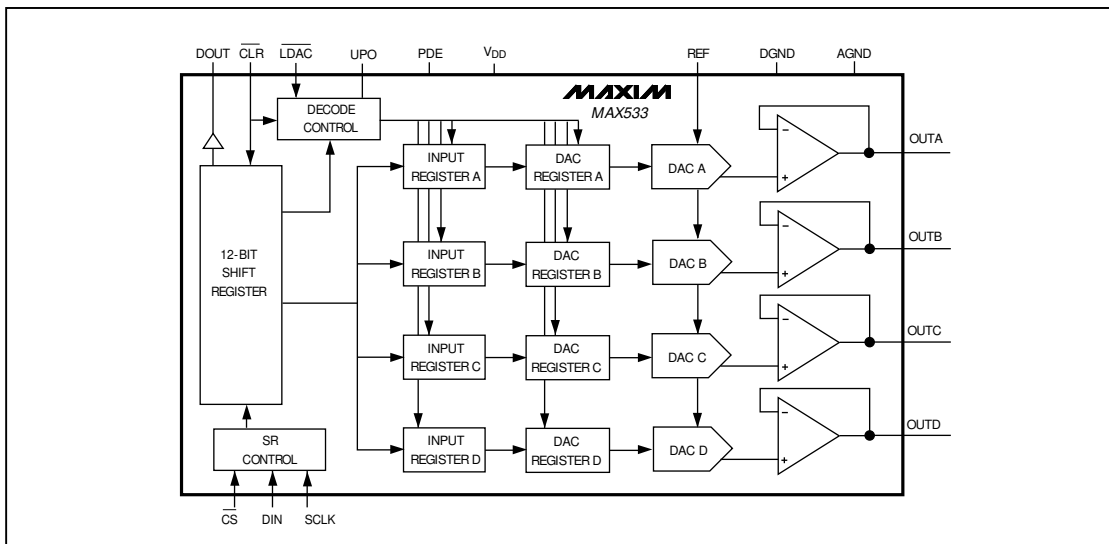 DOUT CLR LDAC UPO PDE VDD REF DGND AGND
MAXIM
MAX533
DECODE
CONTROL
INPUT
REGISTER A
DAC
REGISTER A
DAC A
−
+
OUTA
12-BIT
SHIFT
REGISTER
INPUT
REGISTER B
DAC
REGISTER B
DAC B
−
+
OUTB
INPUT
REGISTER C
DAC
REGISTER C
DAC C
−
+
OUTC
SR
CONTROL
INPUT
REGISTER D
DAC
REGISTER D
DAC D
−
+
OUTD
CS DIN SCLK